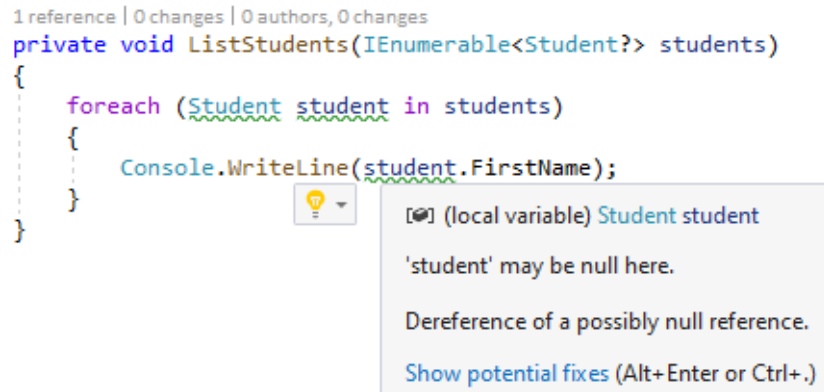 1 reference | 0 changes | 0 authors, 0 changes
private void ListStudents(IEnumerable<Student?> students)
{
    foreach (Student student in students)
    {
        Console.WriteLine(student.FirstName);
    }
}
(local variable) Student student
'student' may be null here.
Dereference of a possibly null reference.
Show potential fixes (Alt+Enter or Ctrl+.)